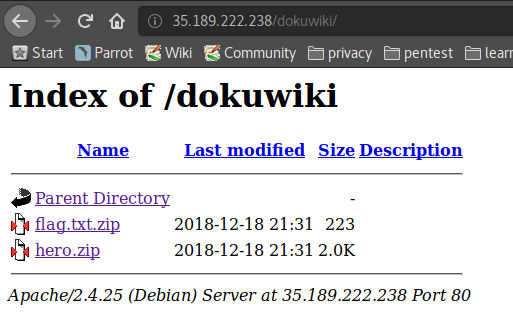 35.189.222.238/dokuwiki/
Start Parrot Wiki Community privacy pentest learn
Index of /dokuwiki
Name Last modified Size Description
Parent Directory -
flag.txt.zip 2018-12-18 21:31 223
hero.zip 2018-12-18 21:31 2.0K
Apache/2.4.25 (Debian) Server at 35.189.222.238 Port 80